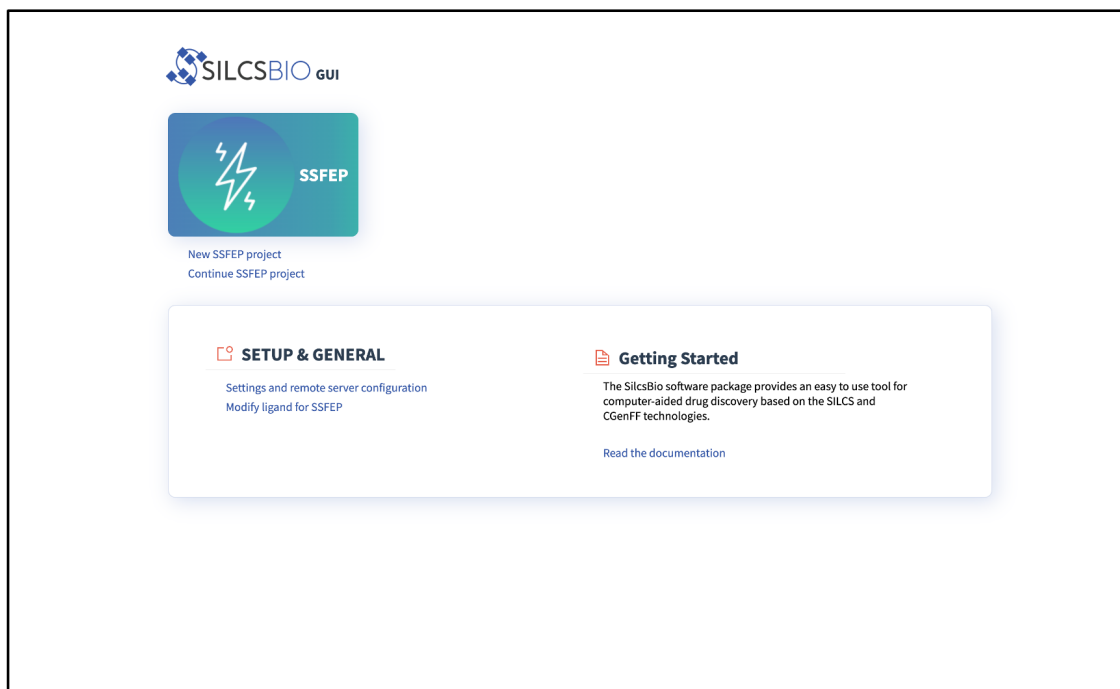 SILCSBIO GUI
SSFEP
New SSFEP project
Continue SSFEP project
SETUP & GENERAL
Settings and remote server configuration
Modify ligand for SSFEP
Getting Started
The SilcsBio software package provides an easy to use tool for
computer-aided drug discovery based on the SILCS and
CGenFF technologies.
Read the documentation